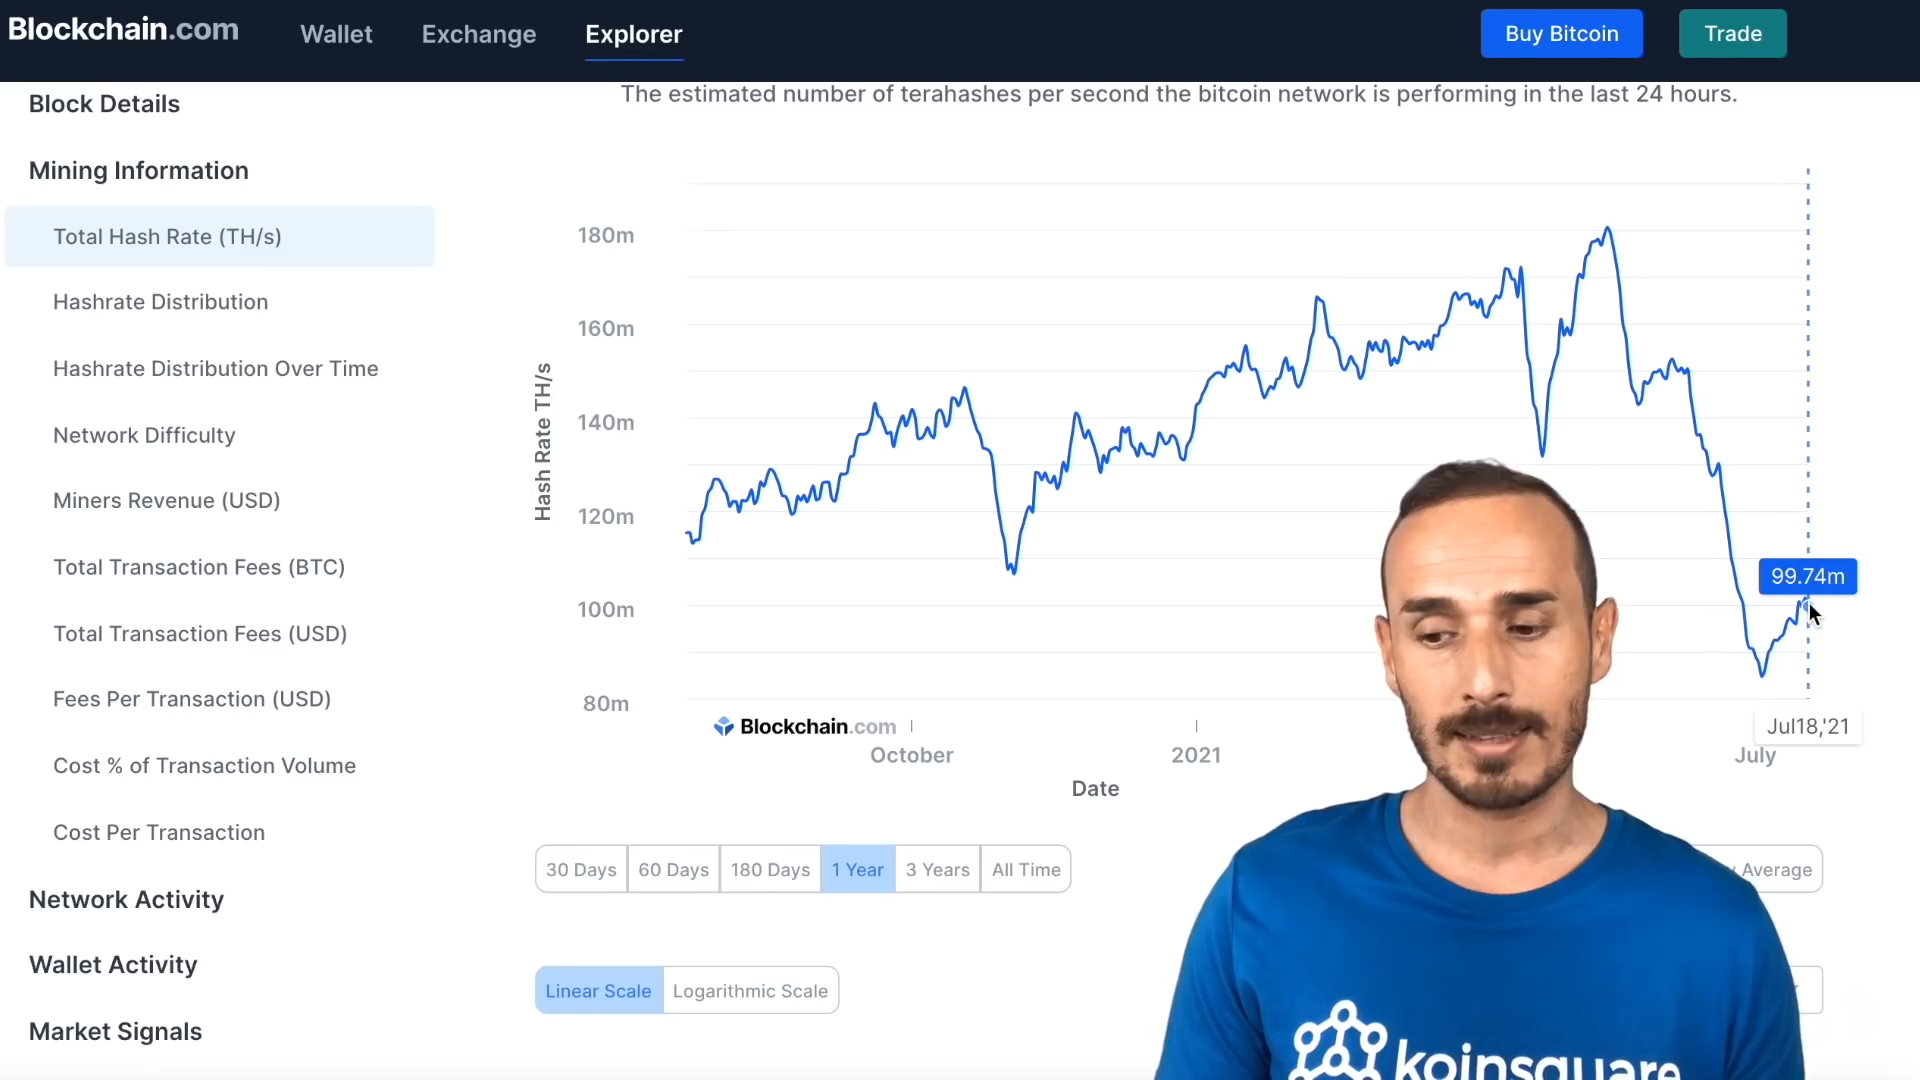 Blockchain.com
Wallet
Exchange
Explorer
Buy Bitcoin
Trade
Block Details
Mining Information
Total Hash Rate (TH/s)
Hashrate Distribution
Hashrate Distribution Over Time
Network Difficulty
Miners Revenue (USD)
Total Transaction Fees (BTC)
Total Transaction Fees (USD)
Fees Per Transaction (USD)
Cost % of Transaction Volume
Cost Per Transaction
Network Activity
Wallet Activity
Market Signals
The estimated number of terahashes per second the bitcoin network is performing in the last 24 hours.
Hash Rate TH/s
180m
160m
140m
120m
100m
80m
99.74m
Blockchain.com
Jul18,'21
October
2021
July
Date
30 Days
60 Days
180 Days
1 Year
3 Years
All Time
Average
Linear Scale
Logarithmic Scale
koinsquare